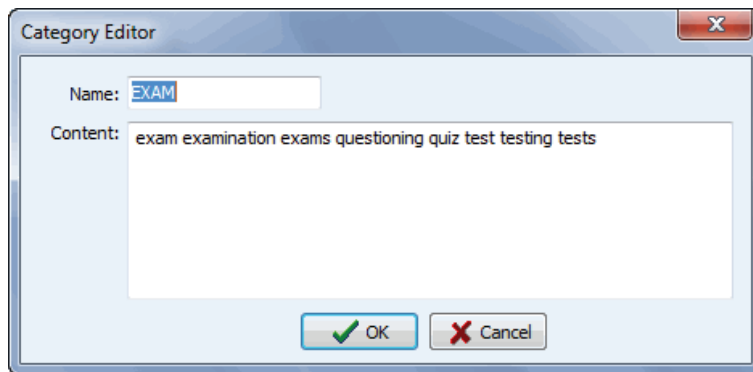 Category Editor
Name: EXAM
Content: exam examination exams questioning quiz test testing tests
OK Cancel